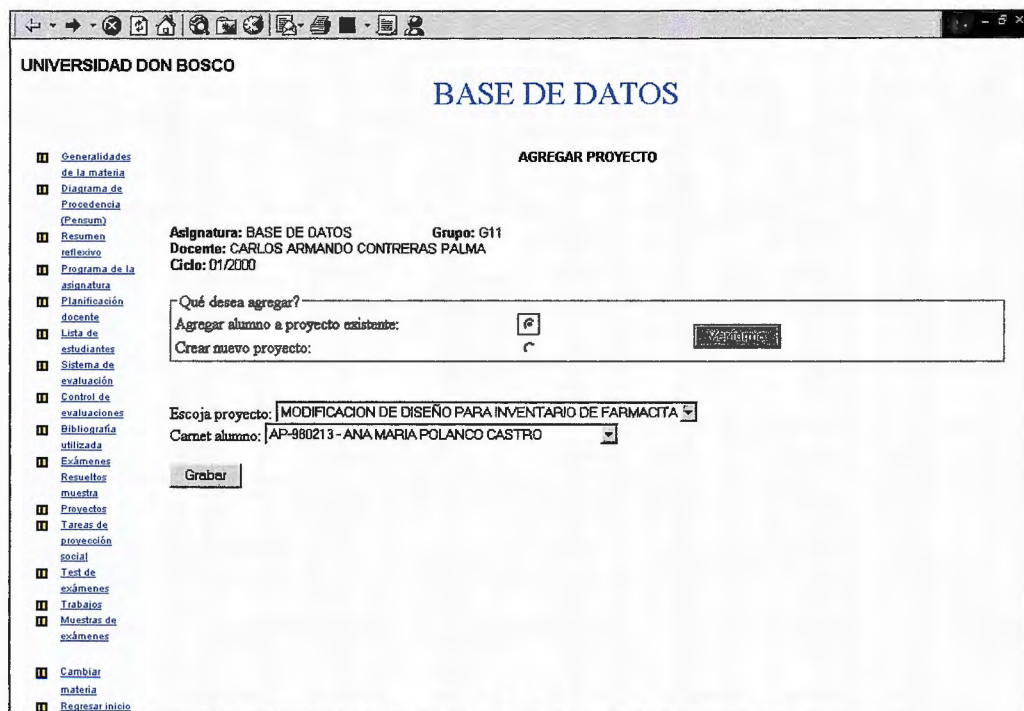 UNIVERSIDAD DON BOSCO
BASE DE DATOS
Generalidades
de la materia
Diagrama de
Procedencia
(Pensum)
Resumen
reflexivo
Programa de la
asignatura
Planificación
docente
Lista de
estudiantes
Sistema de
evaluación
Control de
evaluaciones
Bibliografía
utilizada
Exámenes
Resueltos
muestra
Proyectos
Tareas de
proyección
social
Test de
exámenes
Trabajos
Muestras de
exámenes
Cambiar
materia
Regresar inicio
AGREGAR PROYECTO
Asignatura: BASE DE DATOS Grupo: G11
Docente: CARLOS ARMANDO CONTRERAS PALMA
Ciclo: 01/2000
Qué desea agregar?
Agregar alumno a proyecto existente:
Crear nuevo proyecto:
Escoja proyecto: MODIFICACION DE DISEÑO PARA INVENTARIO DE FARMACITA
Carnet alumno: AP-980213 - ANA MARIA POLANCO CASTRO
Grabar